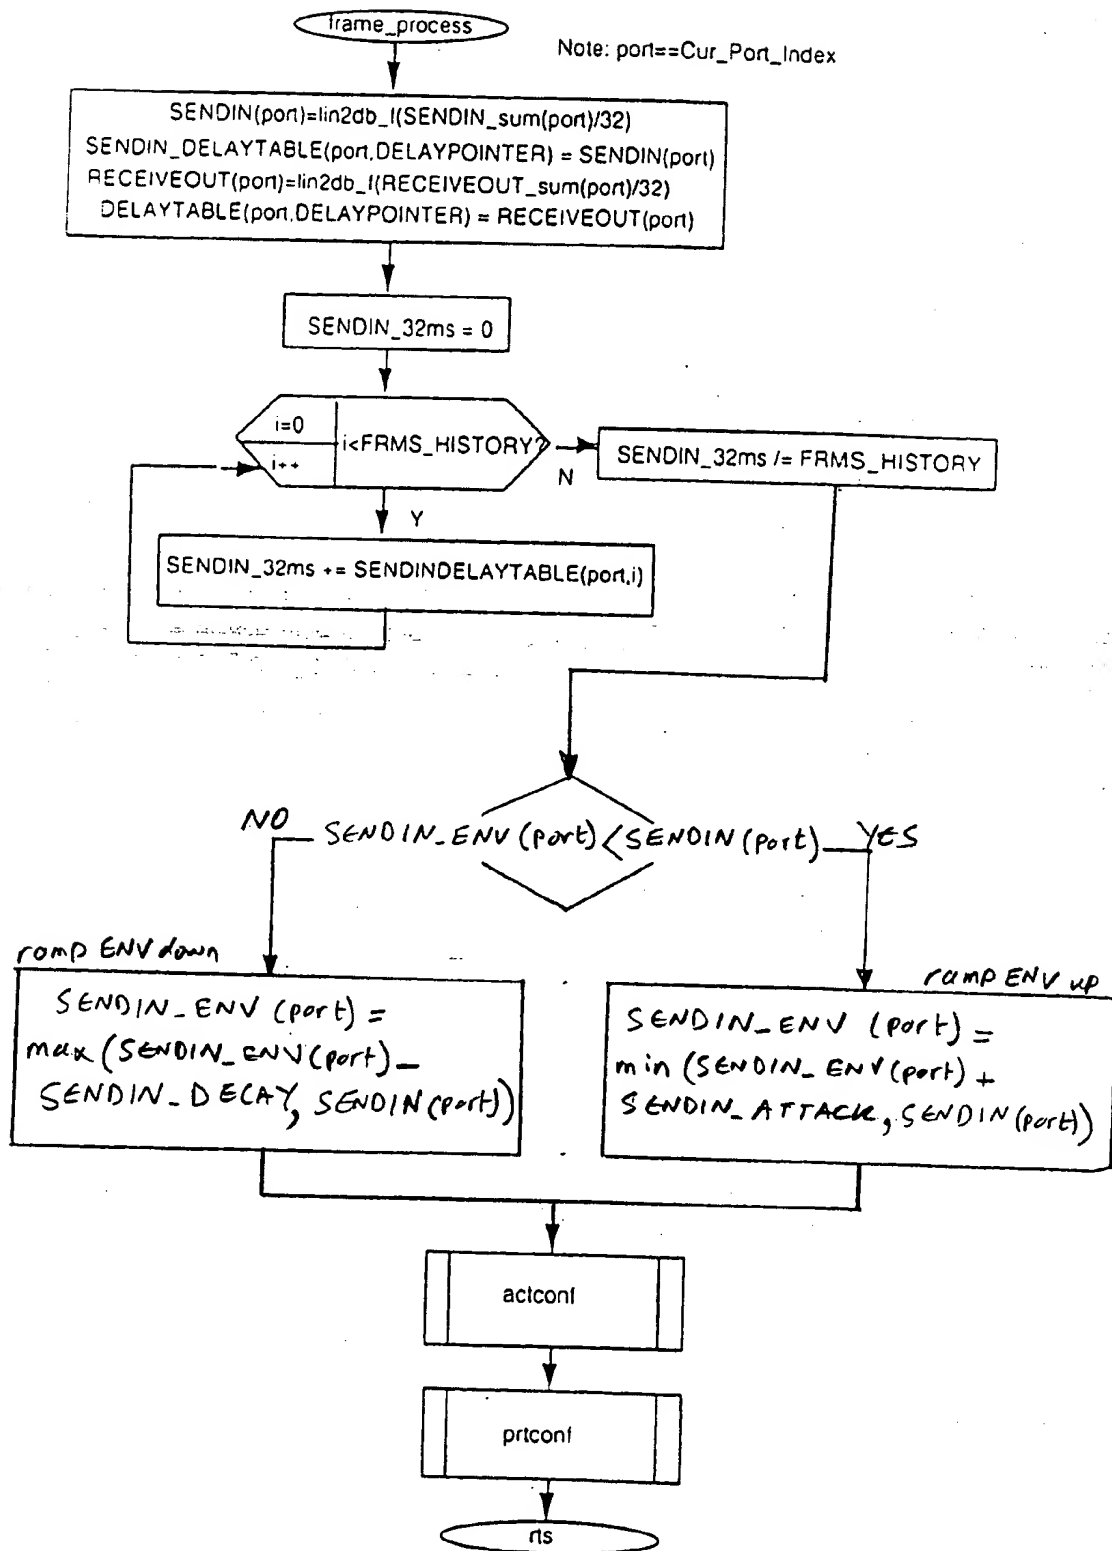 frame_process
Note: port==Cur_Port_Index
SENDIN(port)=lin2db_f(SENDIN_sum(port)/32)
SENDIN_DELAYTABLE(port,DELAYPOINTER) = SENDIN(port)
RECEIVEOUT(port)=lin2db_f(RECEIVEOUT_sum(port)/32)
DELAYTABLE(port,DELAYPOINTER) = RECEIVEOUT(port)
SENDIN_32ms = 0
i=0
i++
i<FRMS_HISTORY?
N
SENDIN_32ms /= FRMS_HISTORY
Y
SENDIN_32ms += SENDINDELAYTABLE(port,i)
NO
SENDIN_ENV(port) < SENDIN(port)
YES
ramp ENV down
SENDIN_ENV (port) =
max (SENDIN_ENV(port) -
SENDIN_DECAY, SENDIN(port))
ramp ENV up
SENDIN_ENV (port) =
min (SENDIN_ENV(port) +
SENDIN_ATTACK, SENDIN(port))
actconf
prtconf
rts